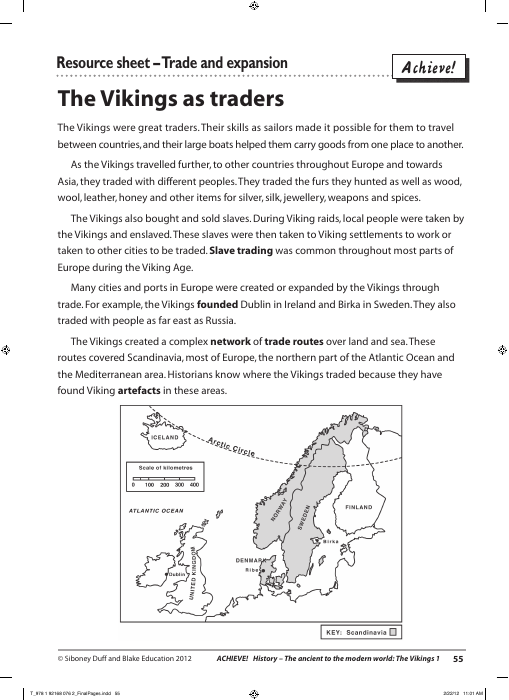 Resource sheet – Trade and expansion
Achieve!
The Vikings as traders
The Vikings were great traders. Their skills as sailors made it possible for them to travel
between countries, and their large boats helped them carry goods from one place to another.
As the Vikings travelled further, to other countries throughout Europe and towards
Asia, they traded with different peoples. They traded the furs they hunted as well as wood,
wool, leather, honey and other items for silver, silk, jewellery, weapons and spices.
The Vikings also bought and sold slaves. During Viking raids, local people were taken by
the Vikings and enslaved. These slaves were then taken to Viking settlements to work or
taken to other cities to be traded. Slave trading was common throughout most parts of
Europe during the Viking Age.
Many cities and ports in Europe were created or expanded by the Vikings through
trade. For example, the Vikings founded Dublin in Ireland and Birka in Sweden. They also
traded with people as far east as Russia.
The Vikings created a complex network of trade routes over land and sea. These
routes covered Scandinavia, most of Europe, the northern part of the Atlantic Ocean and
the Mediterranean area. Historians know where the Vikings traded because they have
found Viking artefacts in these areas.
ICELAND
Arctic Circle
Scale of kilometres
0 100 200 300 400
ATLANTIC OCEAN
NORWAY
SWEDEN
FINLAND
Birka
DENMARK
Ribe
Dublin
UNITED KINGDOM
KEY: Scandinavia
© Siboney Duff and Blake Education 2012
ACHIEVE! History – The ancient to the modern world: The Vikings 1
55
2/22/12 11:31 AM